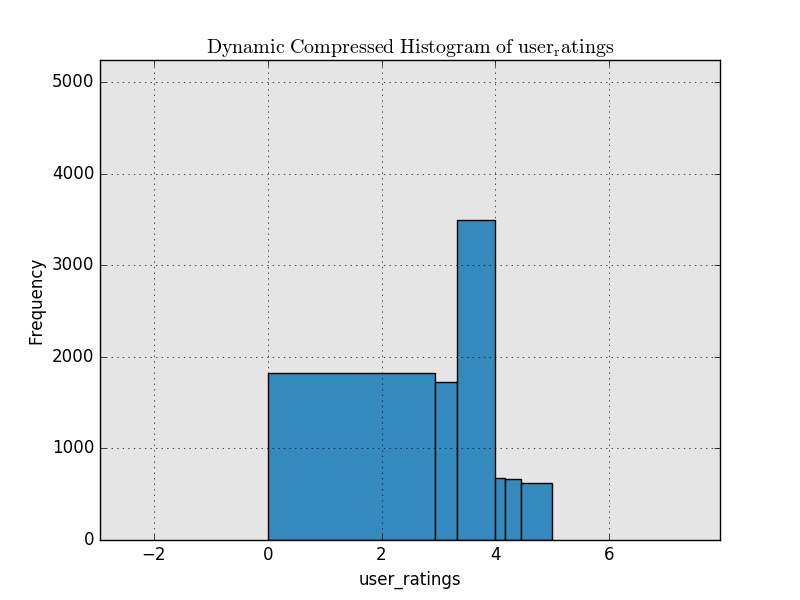 Dynamic Compressed Histogram of user_ratings
5000
4000
3000
2000
1000
0
Frequency
−2 0 2 4 6
user_ratings